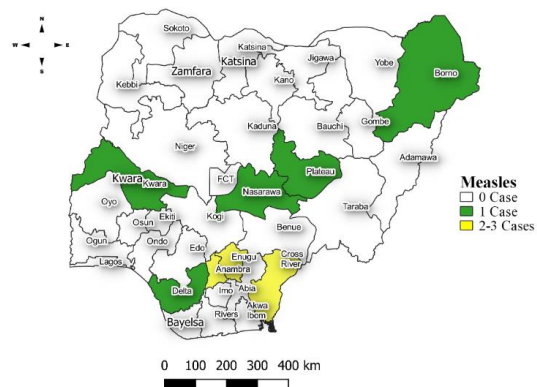 N
W E
S
Sokoto
Katsina
Zamfara
Katsina
Jigawa
Yobe
Borno
Kebbi
Kano
Kaduna
Bauchi
Gombe
Niger
Adamawa
FCT
Plateau
Kwara
Kwara
Nasarawa
Taraba
Oyo
Kogi
Ekiti
Osun
Benue
Ogun
Ondo
Edo
Enugu
Cross
River
Lagos
Anambra
Delta
Imo
Abia
Akwa
Ibom
Rivers
Bayelsa
Measles
0 Case
1 Case
2-3 Cases
0 100 200 300 400 km